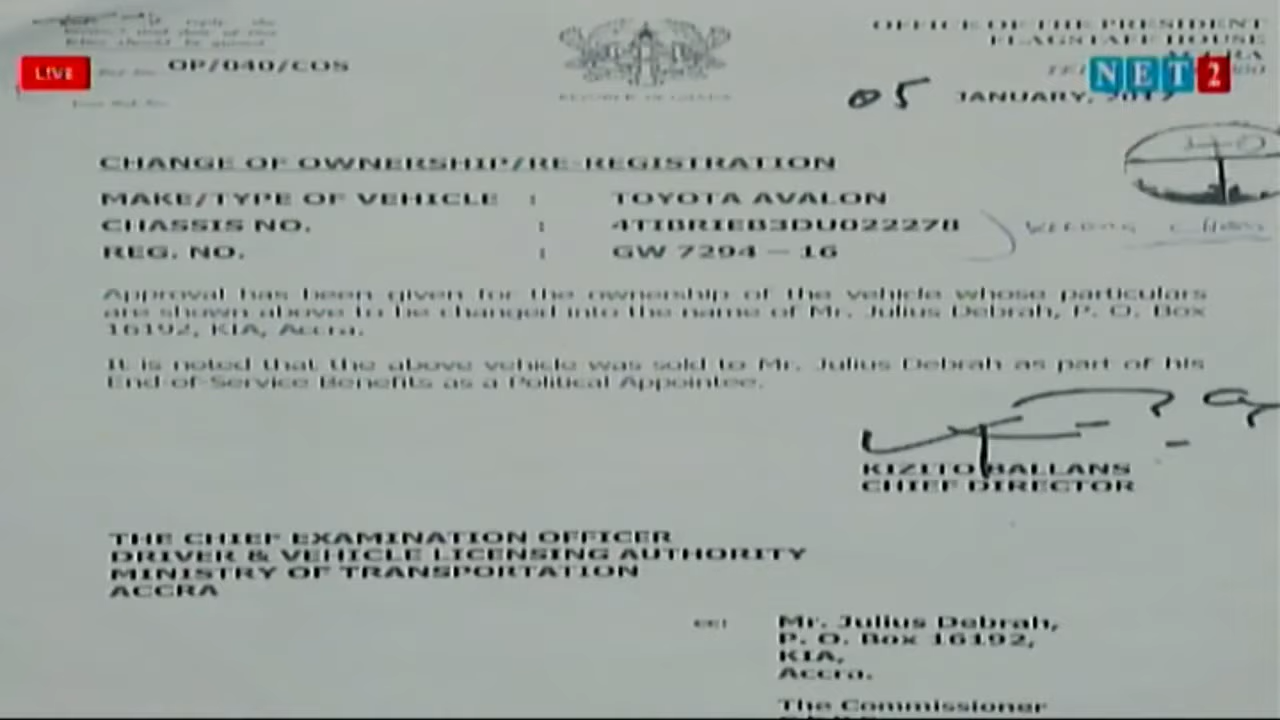 OFFICE OF THE PRESIDENT
FLAGSTAFF HOUSE
LIVE
OP/040/COS
NET2
REPUBLIC OF GHANA
05 JANUARY, 2017
CHANGE OF OWNERSHIP/RE-REGISTRATION
MAKE/TYPE OF VEHICLE : TOYOTA AVALON
CHASSIS NO. : 4TIBRIEB3DU022278
REG. NO. : GW 7294 – 16
Approval has been given for the ownership of the vehicle whose particulars
are shown above to be changed into the name of Mr. Julius Debrah, P. O. Box
16192, KIA, Accra.
It is noted that the above vehicle was sold to Mr. Julius Debrah as part of his
End-of-Service Benefits as a Political Appointee.
KIZITO BALLANS
CHIEF DIRECTOR
THE CHIEF EXAMINATION OFFICER
DRIVER & VEHICLE LICENSING AUTHORITY
MINISTRY OF TRANSPORTATION
ACCRA
cc: Mr. Julius Debrah,
P. O. Box 16192,
KIA,
Accra.
The Commissioner